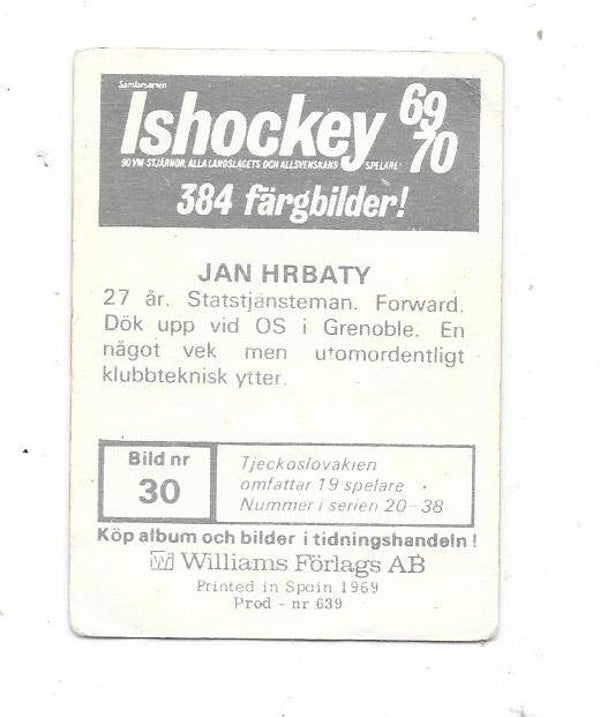 Samlarserien
Ishockey 69
70
90 VM-STJÄRNOR, ALLA LANDSLAGETS OCH ALLSVENSKANS SPELARE!
384 färgbilder!
JAN HRBATY
27 år. Statstjänsteman. Forward.
Dök upp vid OS i Grenoble. En
något vek men utomordentligt
klubbteknisk ytter.
Bild nr
30
Tjeckoslovakien
omfattar 19 spelare
Nummer i serien 20-38
Köp album och bilder i tidningshandeln!
W Williams Förlags AB
Printed in Spain 1969
Prod - nr 639